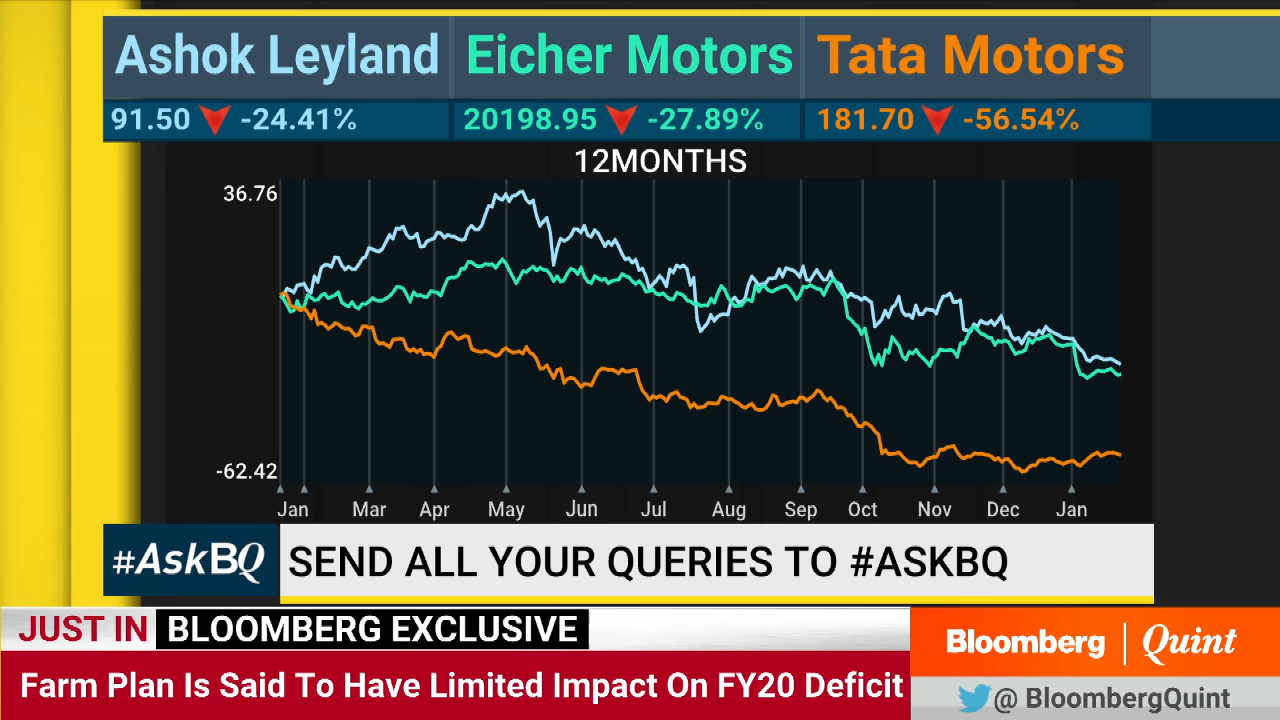 Ashok Leyland Eicher Motors Tata Motors
91.50 -24.41% 20198.95 -27.89% 181.70 -56.54%
12MONTHS
36.76
-62.42
Jan Mar Apr May Jun Jul Aug Sep Oct Nov Dec Jan
#AskBQ SEND ALL YOUR QUERIES TO #ASKBQ
JUST IN BLOOMBERG EXCLUSIVE
Farm Plan Is Said To Have Limited Impact On FY20 Deficit
Bloomberg | Quint
@ BloombergQuint